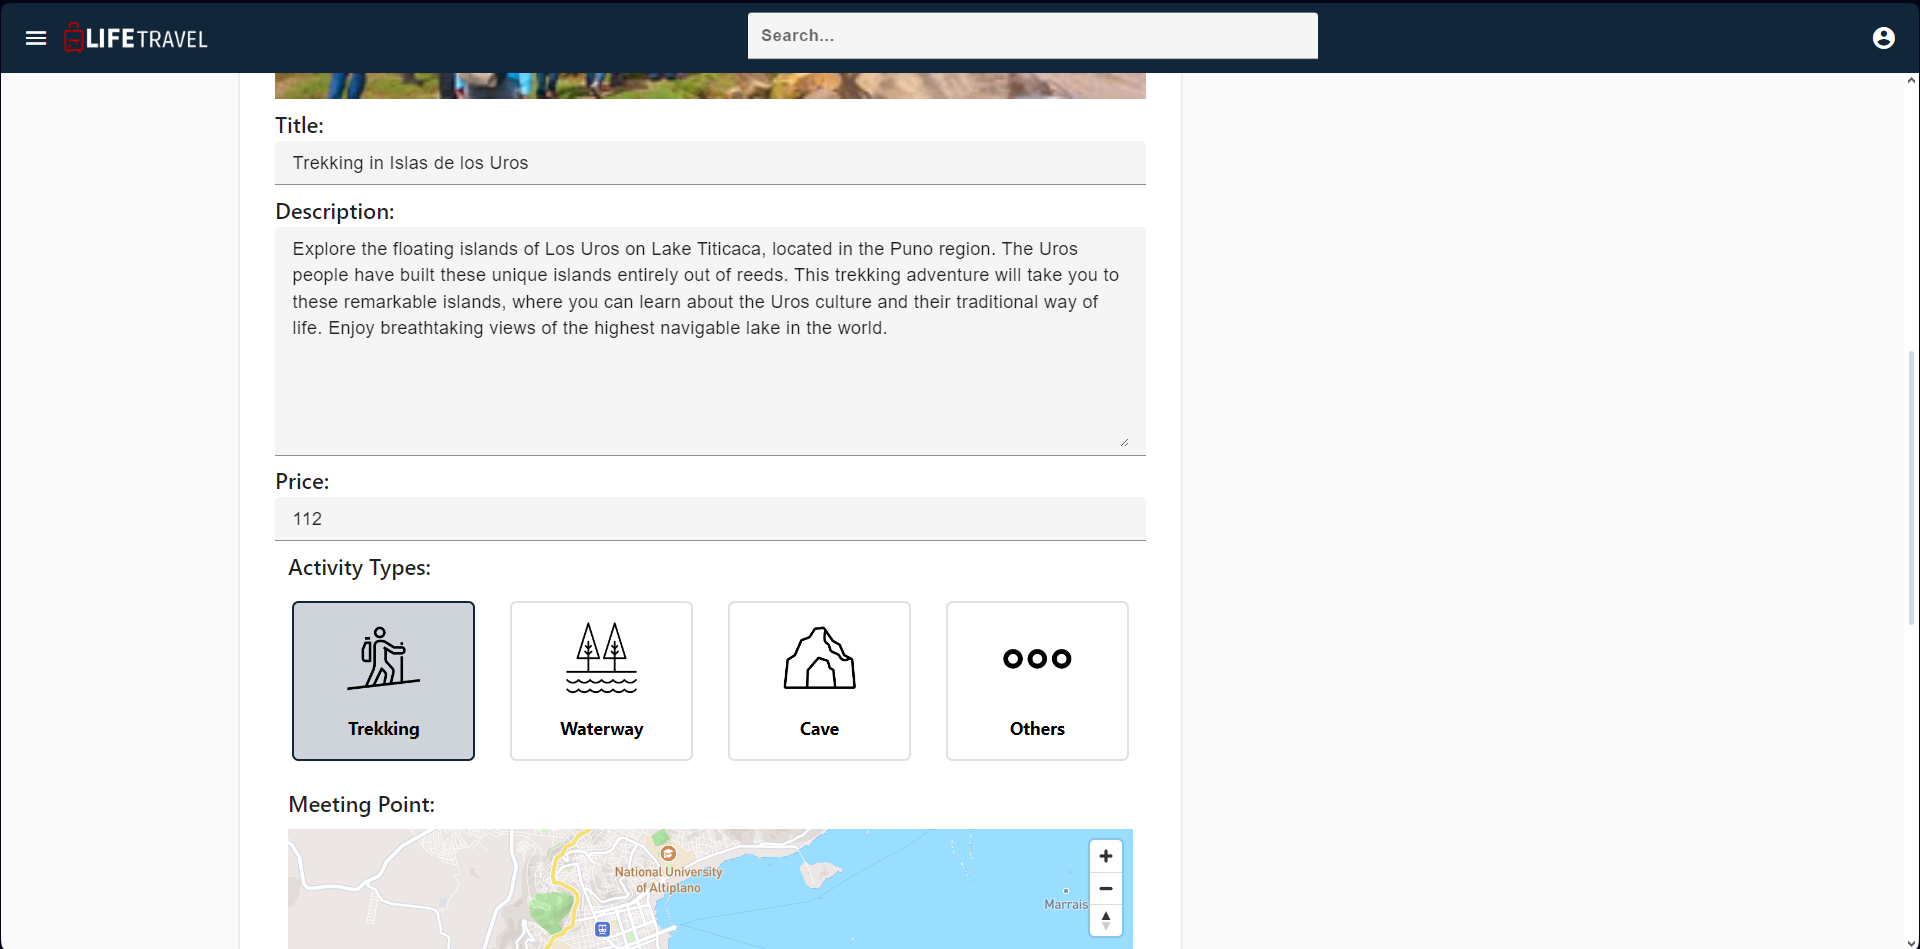 LIFETRAVEL
Search...
Title:
Trekking in Islas de los Uros
Description:
Explore the floating islands of Los Uros on Lake Titicaca, located in the Puno region. The Uros
people have built these unique islands entirely out of reeds. This trekking adventure will take you to
these remarkable islands, where you can learn about the Uros culture and their traditional way of
life. Enjoy breathtaking views of the highest navigable lake in the world.
Price:
112
Activity Types:
Trekking
Waterway
Cave
Others
Meeting Point:
National University
of Altiplano
Marrais